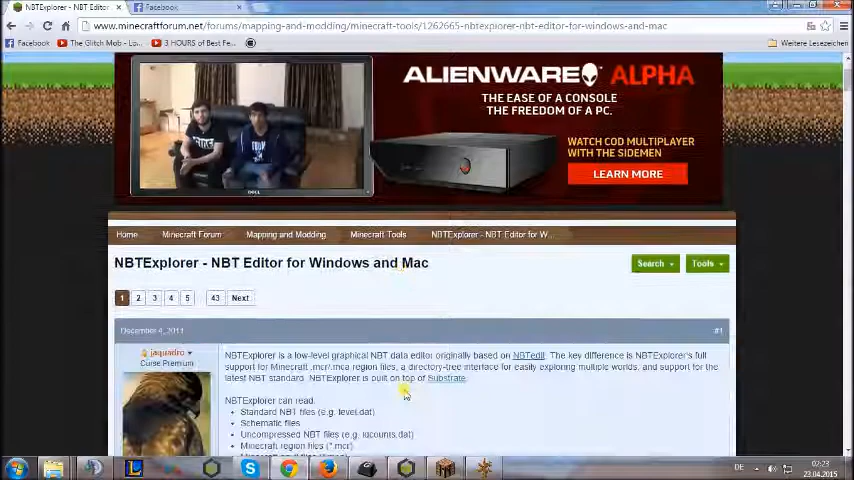 NBTExplorer - NBT Editor
Facebook
www.minecraftforum.net/forums/mapping-and-modding/minecraft-tools/1262665-nbtexplorer-nbt-editor-for-windows-and-mac
Facebook
The Glitch Mob - Lo...
3 HOURS of Best Fe...
Weitere Lesezeichen
ALIENWARE ALPHA
THE EASE OF A CONSOLE
THE FREEDOM OF A PC.
WATCH COD MULTIPLAYER
WITH THE SIDEMEN
LEARN MORE
DELL
Home
Minecraft Forum
Mapping and Modding
Minecraft Tools
NBTExplorer - NBT Editor for W...
NBTExplorer - NBT Editor for Windows and Mac
Search
Tools
1 2 3 4 5 43 Next
December 4, 2011
#1
jaquadro
Curse Premium
NBTExplorer is a low-level graphical NBT data editor originally based on NBTedit. The key difference is NBTExplorer's full
support for Minecraft .mcr/.mca region files, a directory-tree interface for easily exploring multiple worlds, and support for the
latest NBT standard. NBTExplorer is built on top of Substrate.
NBTExplorer can read:
Standard NBT files (e.g. level.dat)
Schematic files
Uncompressed NBT files (e.g. idcounts.dat)
Minecraft region files (*.mcr)
DE
02:23
23.04.2015